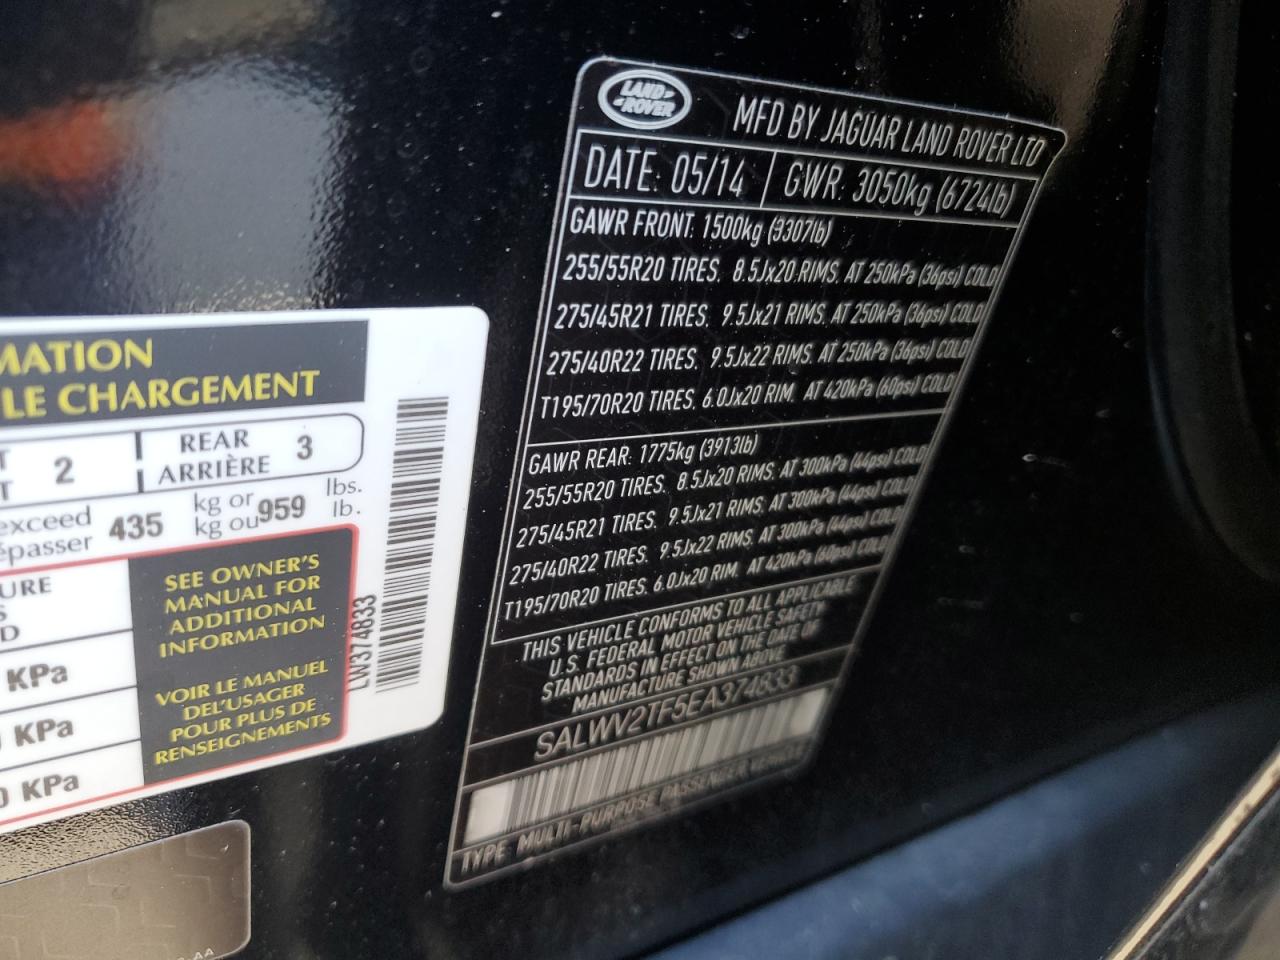 MATION
LE CHARGEMENT
2
REAR
ARRIÈRE
3
exceed
épasser
435
kg or
kg ou
959
lbs.
lb.
URE
S
D
KPa
KPa
0 KPa
SEE OWNER'S
MANUAL FOR
ADDITIONAL
INFORMATION
VOIR LE MANUEL
DEL'USAGER
POUR PLUS DE
RENSEIGNEMENTS
LW374833
LAND
ROVER
MFD BY JAGUAR LAND ROVER LTD
DATE: 05/14
GWR: 3050kg (6724lb)
GAWR FRONT: 1500kg (3307lb)
255/55R20 TIRES. 8.5Jx20 RIMS. AT 250kPa (36psi) COLD
275/45R21 TIRES. 9.5Jx21 RIMS. AT 250kPa (36psi) COLD
275/40R22 TIRES. 9.5Jx22 RIMS. AT 250kPa (36psi) COLD
T195/70R20 TIRES. 6.0Jx20 RIM. AT 420kPa (60psi) COLD
GAWR REAR: 1775kg (3913lb)
255/55R20 TIRES. 8.5Jx20 RIMS. AT 300kPa (44psi) COLD
275/45R21 TIRES. 9.5Jx21 RIMS. AT 300kPa (44psi) COLD
275/40R22 TIRES. 9.5Jx22 RIMS. AT 300kPa (44psi) COLD
T195/70R20 TIRES. 6.0Jx20 RIM. AT 420kPa (60psi) COLD
THIS VEHICLE CONFORMS TO ALL APPLICABLE
U.S. FEDERAL MOTOR VEHICLE SAFETY
STANDARDS IN EFFECT ON THE DATE OF
MANUFACTURE SHOWN ABOVE
SALWV2TF5EA374833
TYPE: MULTI-PURPOSE PASSENGER VEHICLE